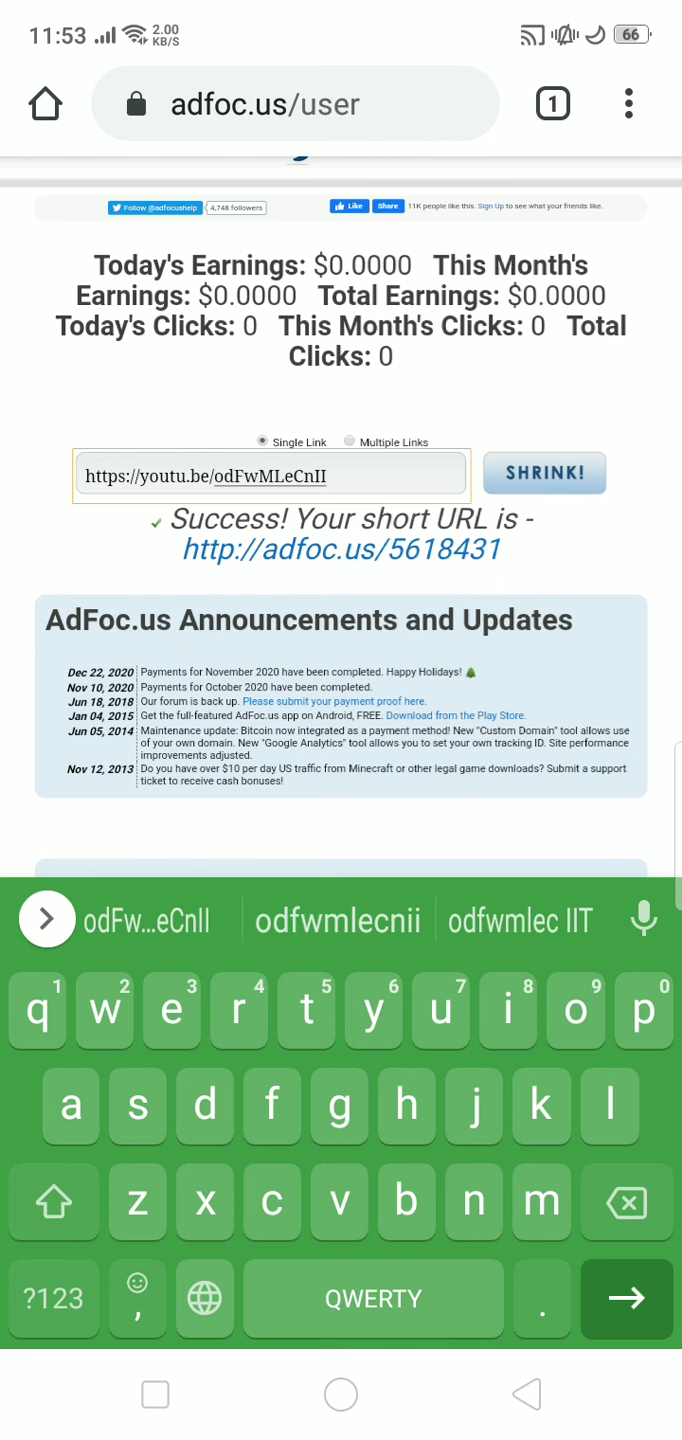 11:53 2.00 KB/S 66
adfoc.us/user 1
Follow @adfocushelp 4,748 followers Like Share 11K people like this. Sign Up to see what your friends like.
Today's Earnings: $0.0000 This Month's
Earnings: $0.0000 Total Earnings: $0.0000
Today's Clicks: 0 This Month's Clicks: 0 Total
Clicks: 0
Single Link Multiple Links
https://youtu.be/odFwMLeCnII SHRINK!
Success! Your short URL is -
http://adfoc.us/5618431
AdFoc.us Announcements and Updates
Dec 22, 2020 Payments for November 2020 have been completed. Happy Holidays! 🎄
Nov 10, 2020 Payments for October 2020 have been completed.
Jun 18, 2018 Our forum is back up. Please submit your payment proof here.
Jan 04, 2015 Get the full-featured AdFoc.us app on Android, FREE. Download from the Play Store.
Jun 05, 2014 Maintenance update: Bitcoin now integrated as a payment method! New "Custom Domain" tool allows use
of your own domain. New "Google Analytics" tool allows you to set your own tracking ID. Site performance
improvements adjusted.
Nov 12, 2013 Do you have over $10 per day US traffic from Minecraft or other legal game downloads? Submit a support
ticket to receive cash bonuses!
odFw...eCnII odfwmlecnii odfwmlec IIT
q1 w2 e3 r4 t5 y6 u7 i8 o9 p0
a s d f g h j k l
z x c v b n m
?123 , QWERTY .